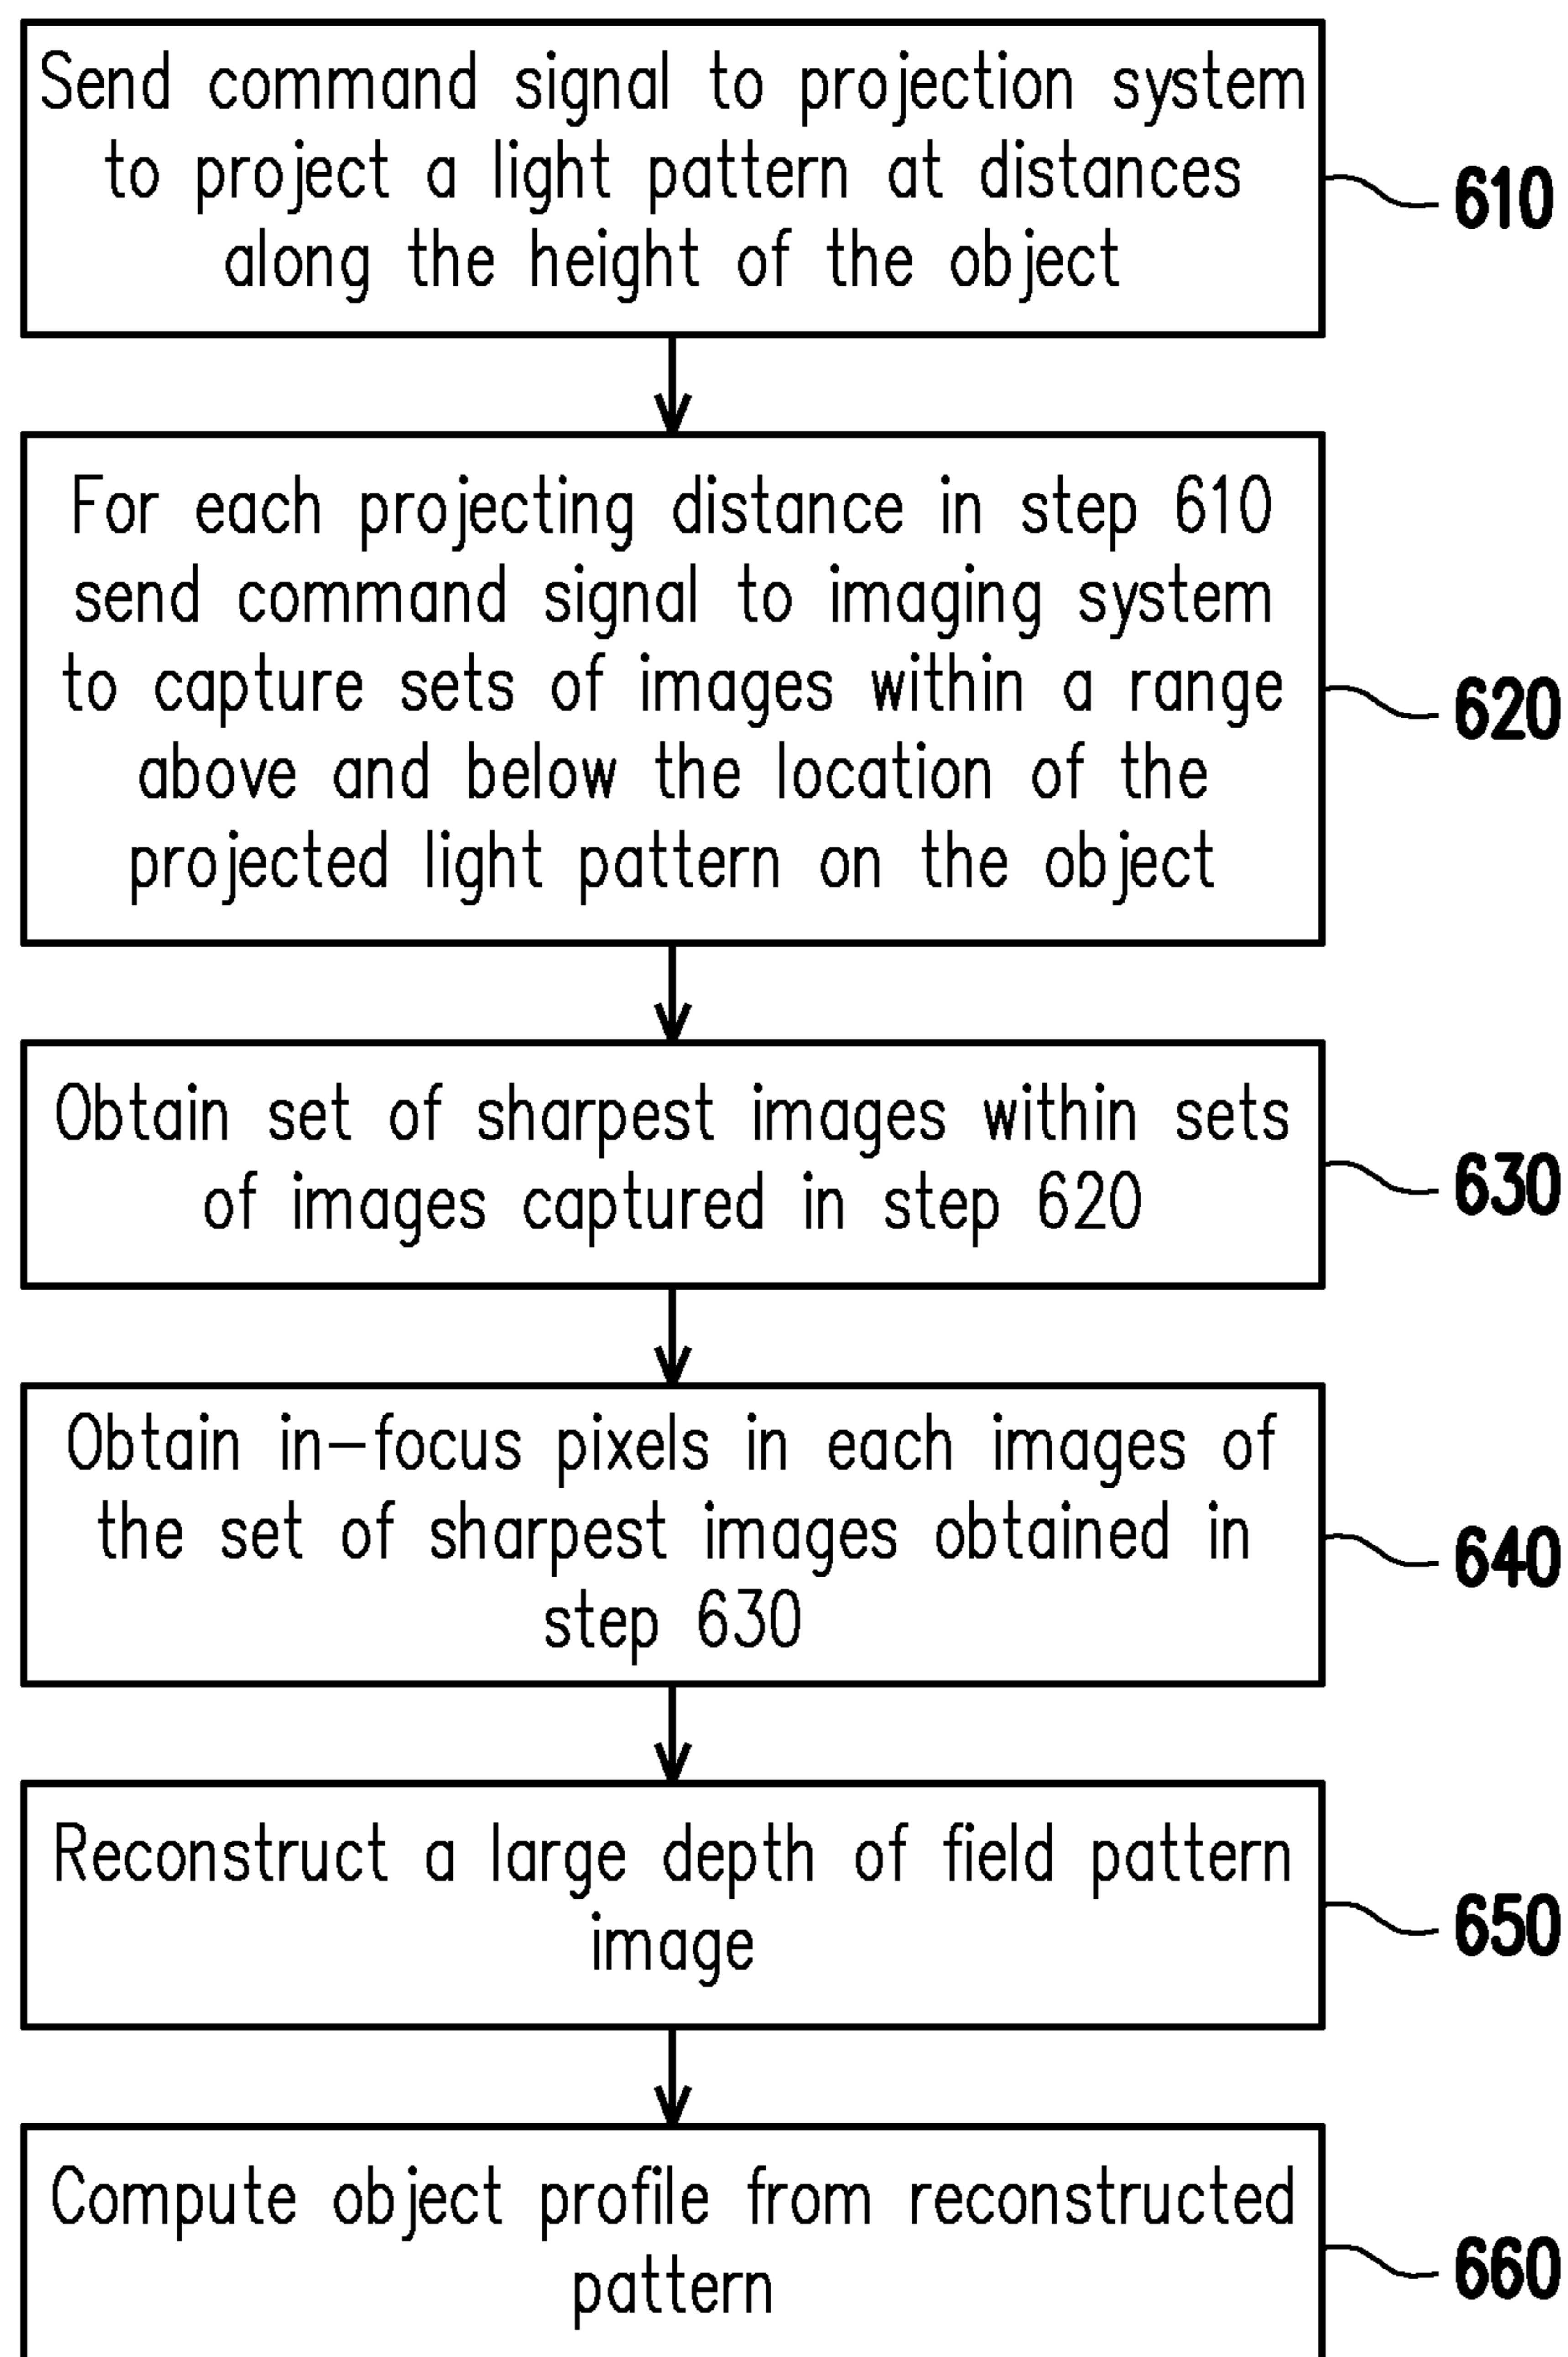 Send command signal to projection system
to project a light pattern at distances
along the height of the object
610
For each projecting distance in step 610
send command signal to imaging system
to capture sets of images within a range
above and below the location of the
projected light pattern on the object
620
Obtain set of sharpest images within sets
of images captured in step 620
630
Obtain in-focus pixels in each images of
the set of sharpest images obtained in
step 630
640
Reconstruct a large depth of field pattern
image
650
Compute object profile from reconstructed
pattern
660